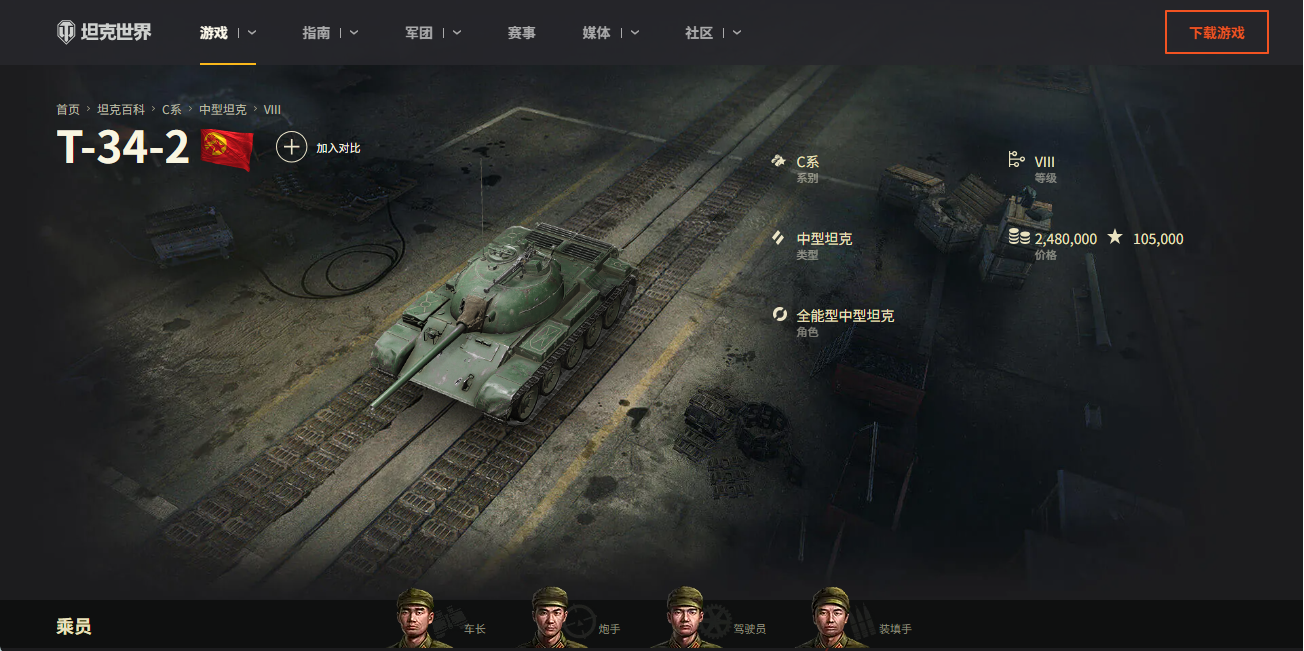 坦克世界 游戏 指南 军团 赛事 媒体 社区 下载游戏
首页 > 坦克百科 > C系 > 中型坦克 > VIII
T-34-2 加入对比
C系
系别
VIII
等级
中型坦克
类型
2,480,000 105,000
价格
全能型中型坦克
角色
乘员 车长 炮手 驾驶员 装填手